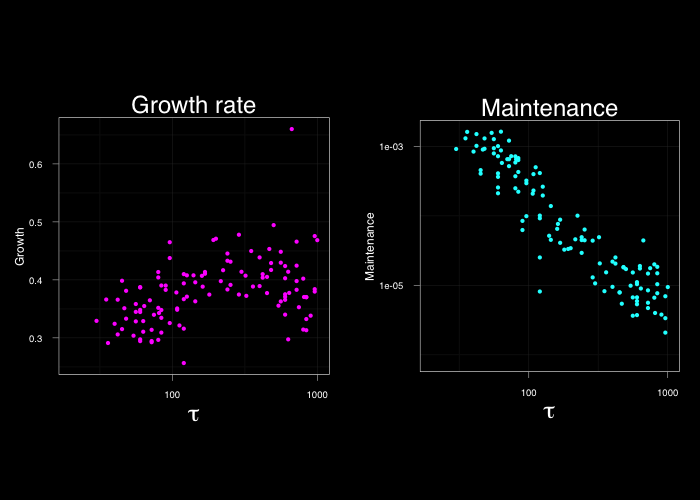 Growth rate
Growth
0.6
0.5
0.4
0.3
100
1000
τ
Maintenance
Maintenance
1e-03
1e-05
100
1000
τ